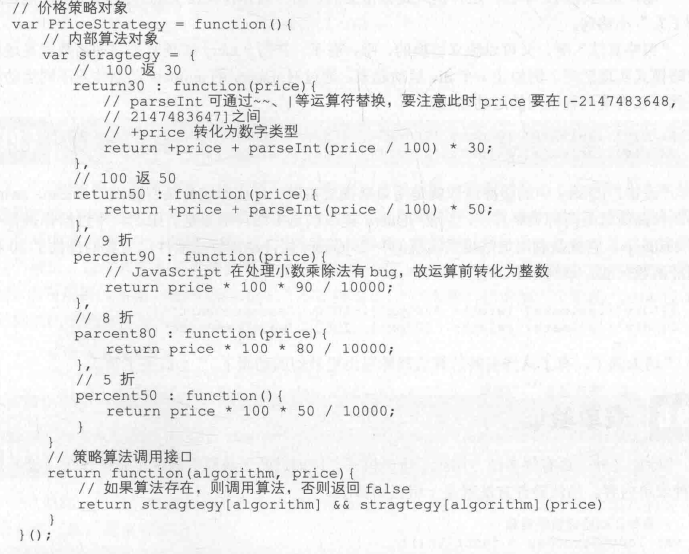 // 价格策略对象
var PriceStrategy = function(){
// 内部算法对象
var stragtegy = {
// 100 返 30
return30 : function(price){
// parseInt 可通过~~、|等运算符替换，要注意此时 price 要在[-2147483648,
// 2147483647]之间
// +price 转化为数字类型
return +price + parseInt(price / 100) * 30;
},
// 100 返 50
return50 : function(price){
return +price + parseInt(price / 100) * 50;
},
// 9 折
percent90 : function(price){
// JavaScript 在处理小数乘除法有 bug，故运算前转化为整数
return price * 100 * 90 / 10000;
},
// 8 折
parcent80 : function(price){
return price * 100 * 80 / 10000;
},
// 5 折
percent50 : function(){
return price * 100 * 50 / 10000;
}
}
// 策略算法调用接口
return function(algorithm, price){
// 如果算法存在，则调用算法，否则返回 false
return stragtegy[algorithm] && stragtegy[algorithm](price)
}
}();